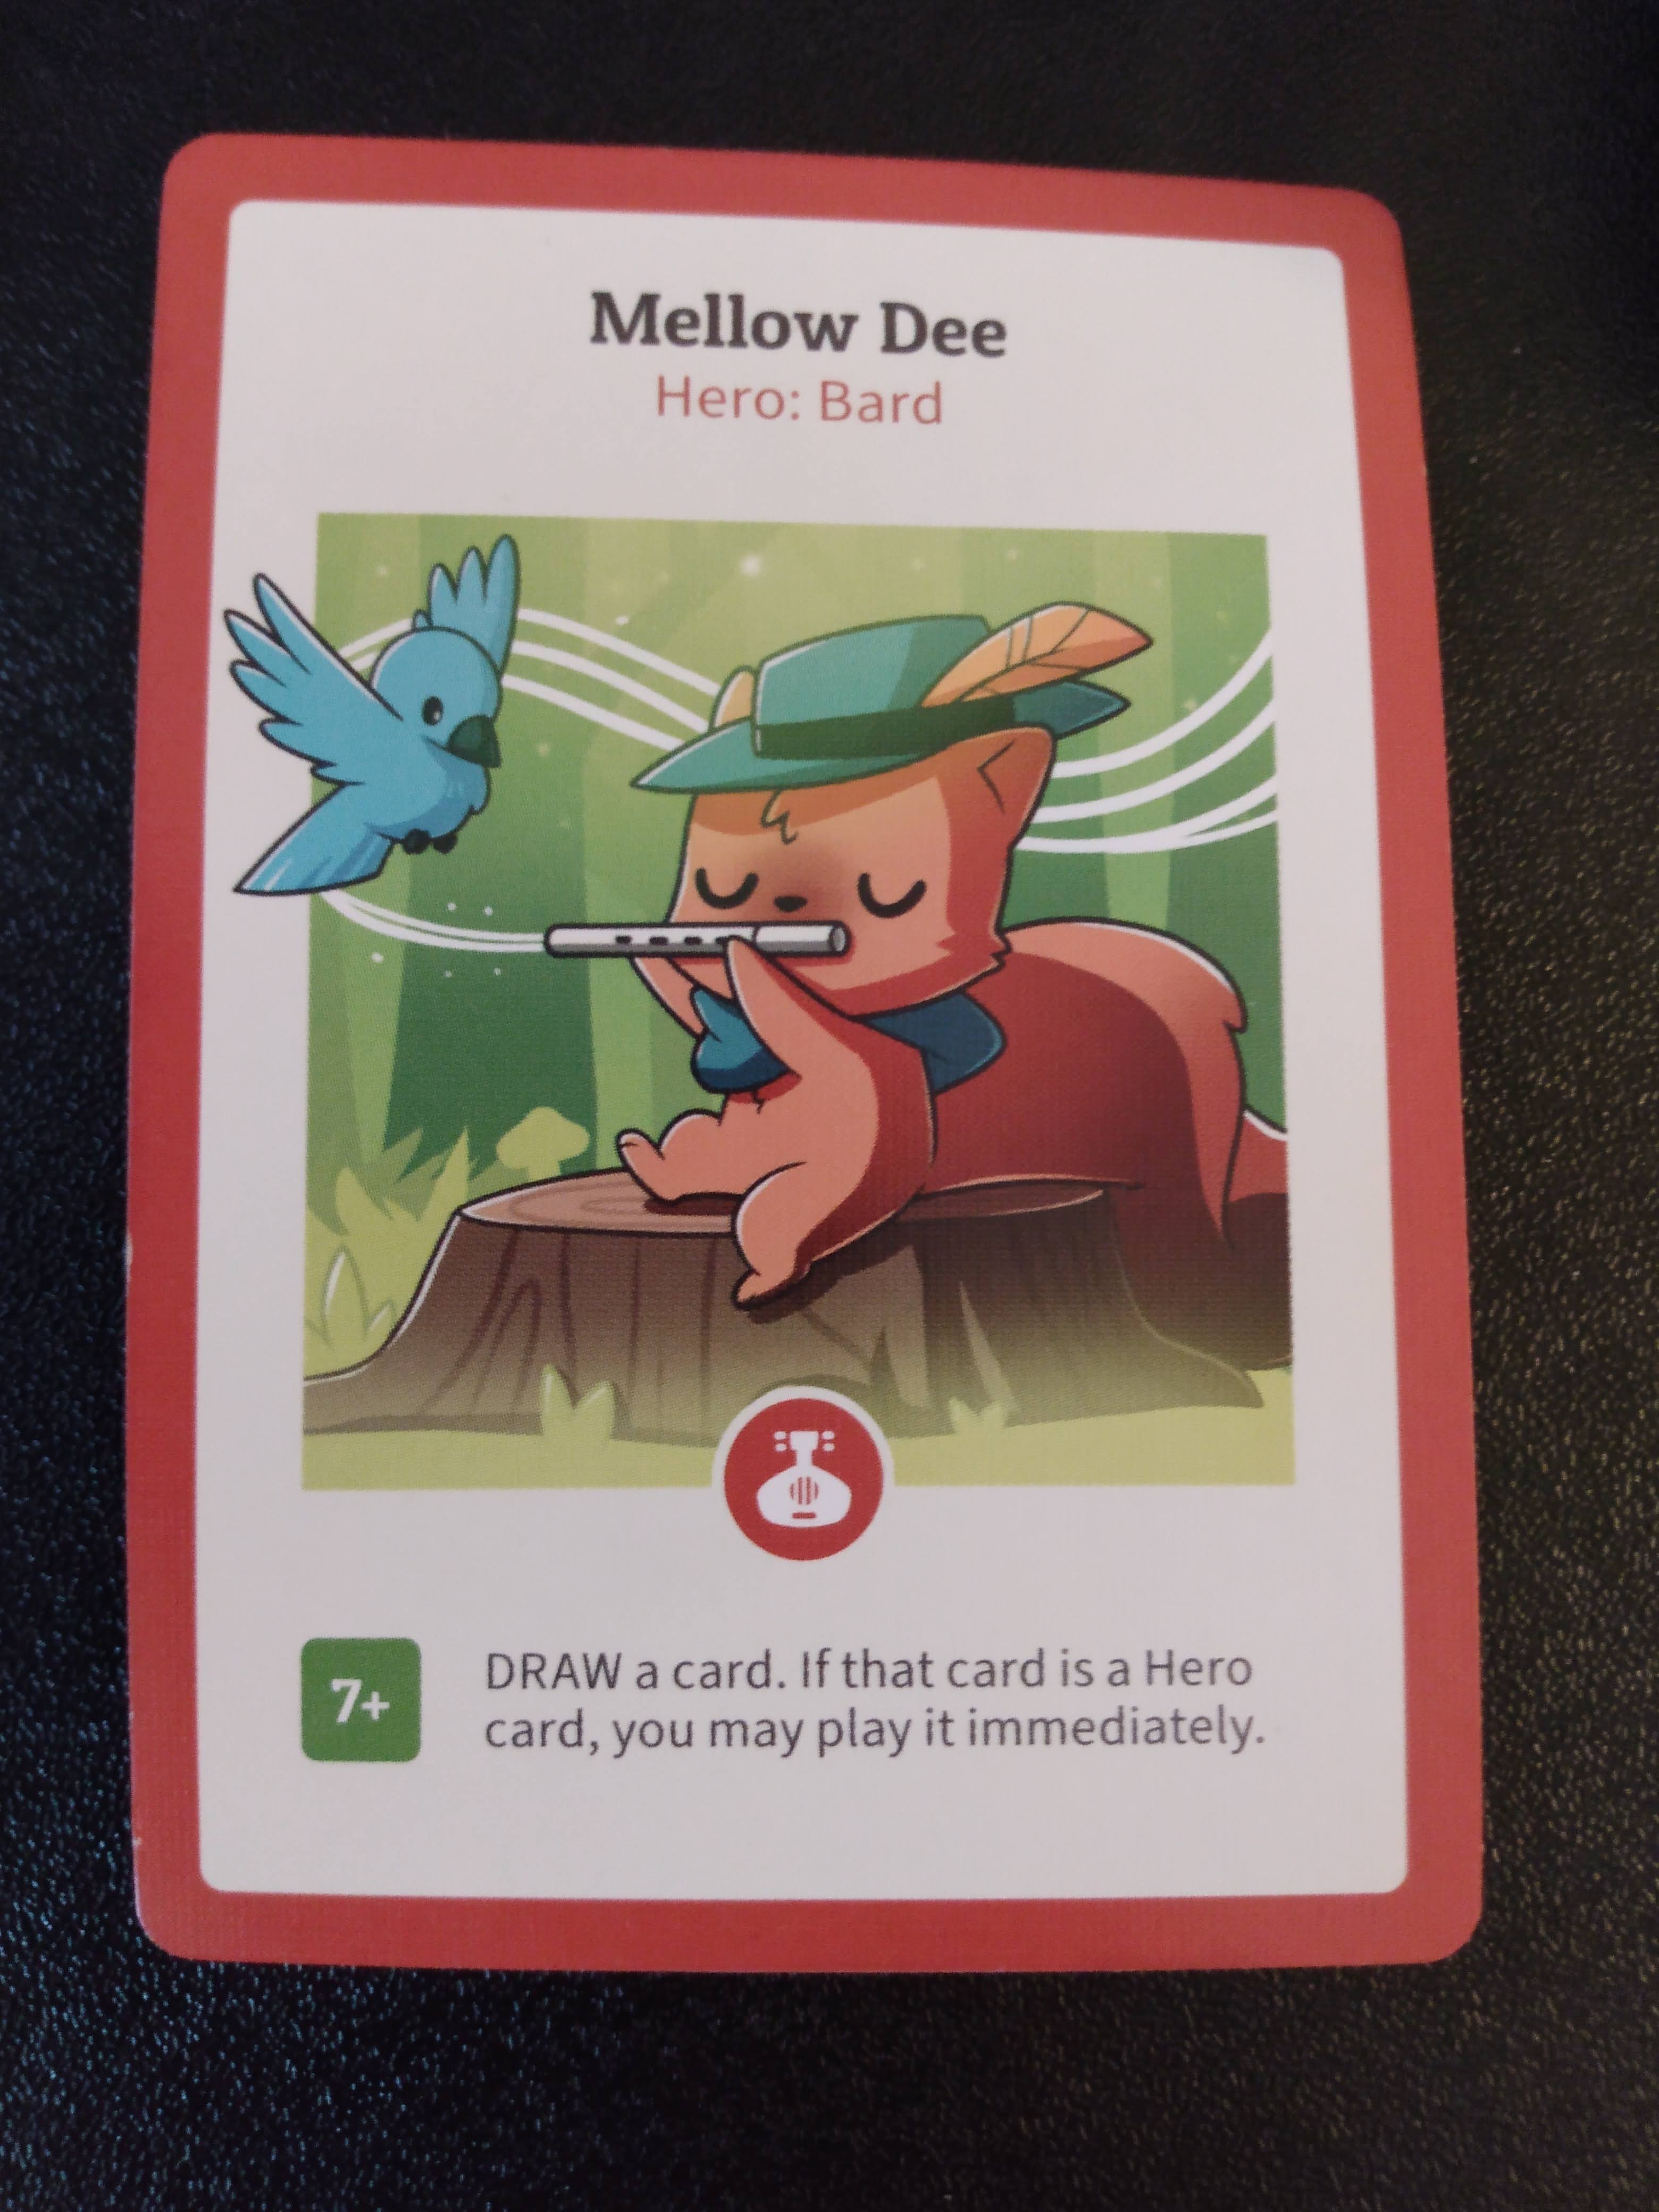 Mellow Dee
Hero: Bard
7+
DRAW a card. If that card is a Hero
card, you may play it immediately.